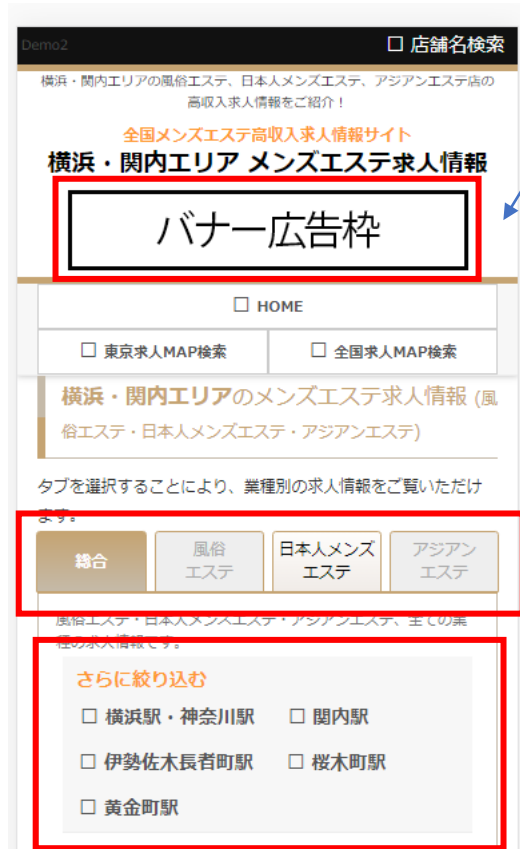 Demo2
□ 店舗名検索
横浜・関内エリアの風俗エステ、日本人メンズエステ、アジアンエステ店の
高収入求人情報をご紹介！
全国メンズエステ高収入求人情報サイト
横浜・関内エリア メンズエステ求人情報
バナー広告枠
□ HOME
□ 東京求人MAP検索
□ 全国求人MAP検索
横浜・関内エリアのメンズエステ求人情報 (風
俗エステ・日本人メンズエステ・アジアンエステ)
タブを選択することにより、業種別の求人情報をご覧いただけ
ます。
総合
風俗
エステ
日本人メンズ
エステ
アジアン
エステ
風俗エステ・日本人メンズエステ・アジアンエステ、全ての業
種の求人情報です。
さらに絞り込む
□ 横浜駅・神奈川駅
□ 関内駅
□ 伊勢佐木長者町駅
□ 桜木町駅
□ 黄金町駅